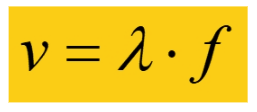 v = λ · f